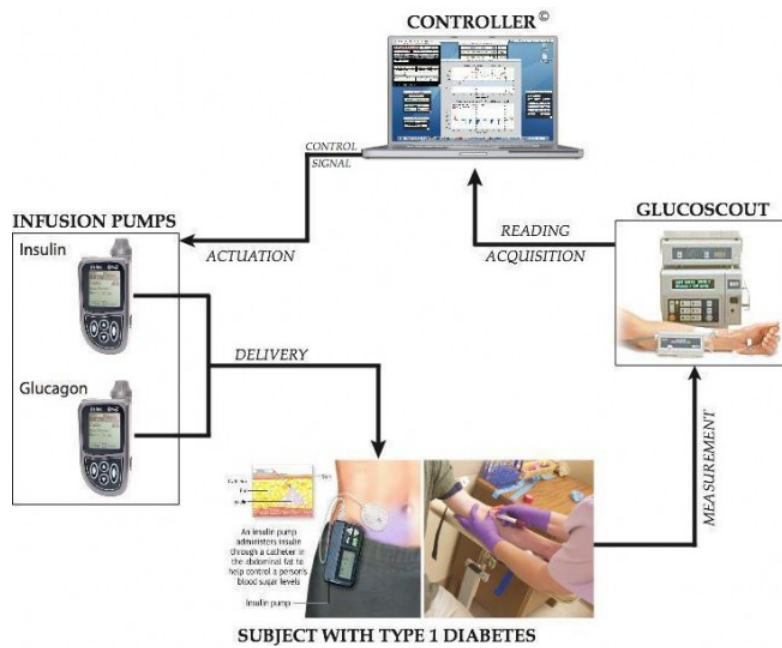 CONTROLLER©
CONTROL
SIGNAL
INFUSION PUMPS
Insulin
Glucagon
ACTUATION
READING
ACQUISITION
GLUCOSCOUT
DELIVERY
MEASUREMENT
Skin
Fat
An insulin pump
administers insulin
through a catheter in
the abdominal fat to
help control a person's
blood sugar levels
Insulin pump
SUBJECT WITH TYPE 1 DIABETES